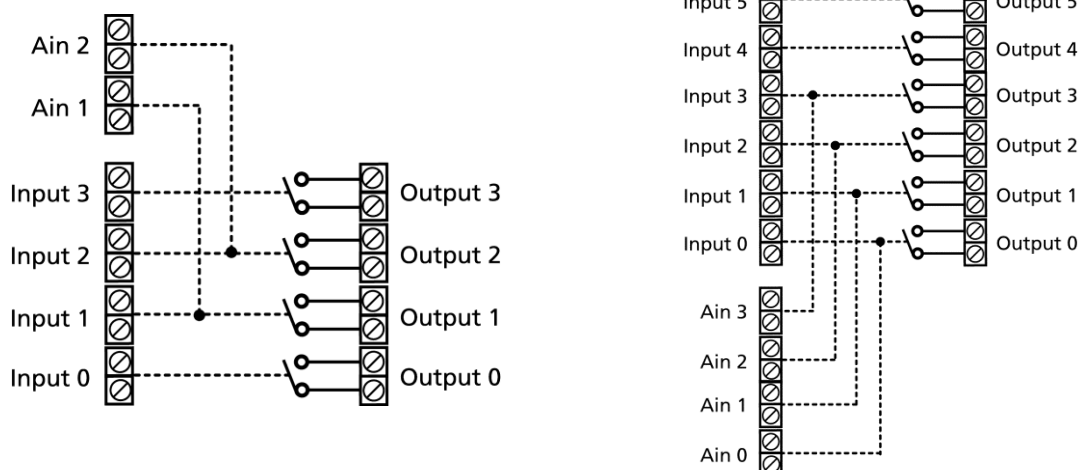 Ain 2
Ain 1
Input 3
Output 3
Input 2
Output 2
Input 1
Output 1
Input 0
Output 0
Input 5
Output 5
Input 4
Output 4
Input 3
Output 3
Input 2
Output 2
Input 1
Output 1
Input 0
Output 0
Ain 3
Ain 2
Ain 1
Ain 0